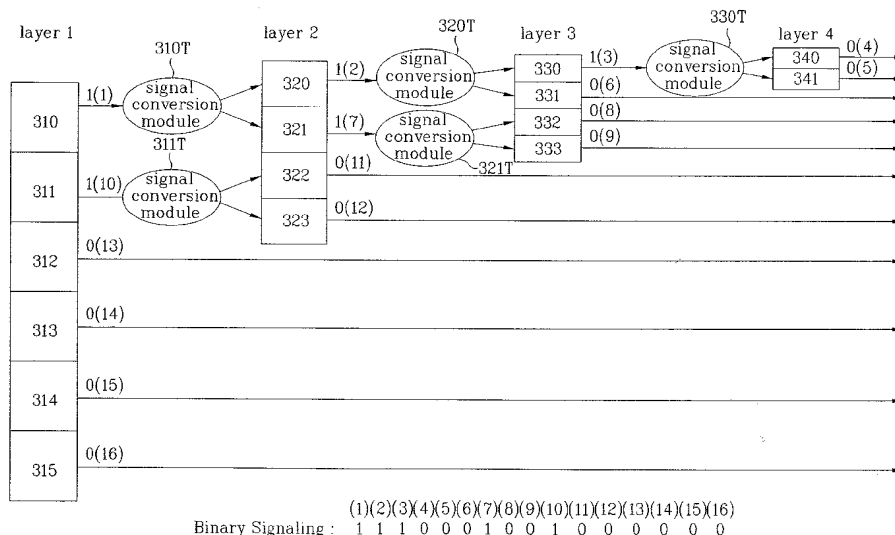 layer 1
310T
layer 2
320T
layer 3
330T
layer 4
310
1(1)
signal
conversion
module
320
1(2)
signal
conversion
module
330
1(3)
signal
conversion
module
340
0(4)
341
0(5)
331
0(6)
321
1(7)
signal
conversion
module
321T
332
0(8)
333
0(9)
311
1(10)
311T
signal
conversion
module
322
0(11)
323
0(12)
312
0(13)
313
0(14)
314
0(15)
315
0(16)
(1)(2)(3)(4)(5)(6)(7)(8)(9)(10)(11)(12)(13)(14)(15)(16)
Binary Signaling : 1 1 1 0 0 0 1 0 0 1 0 0 0 0 0 0